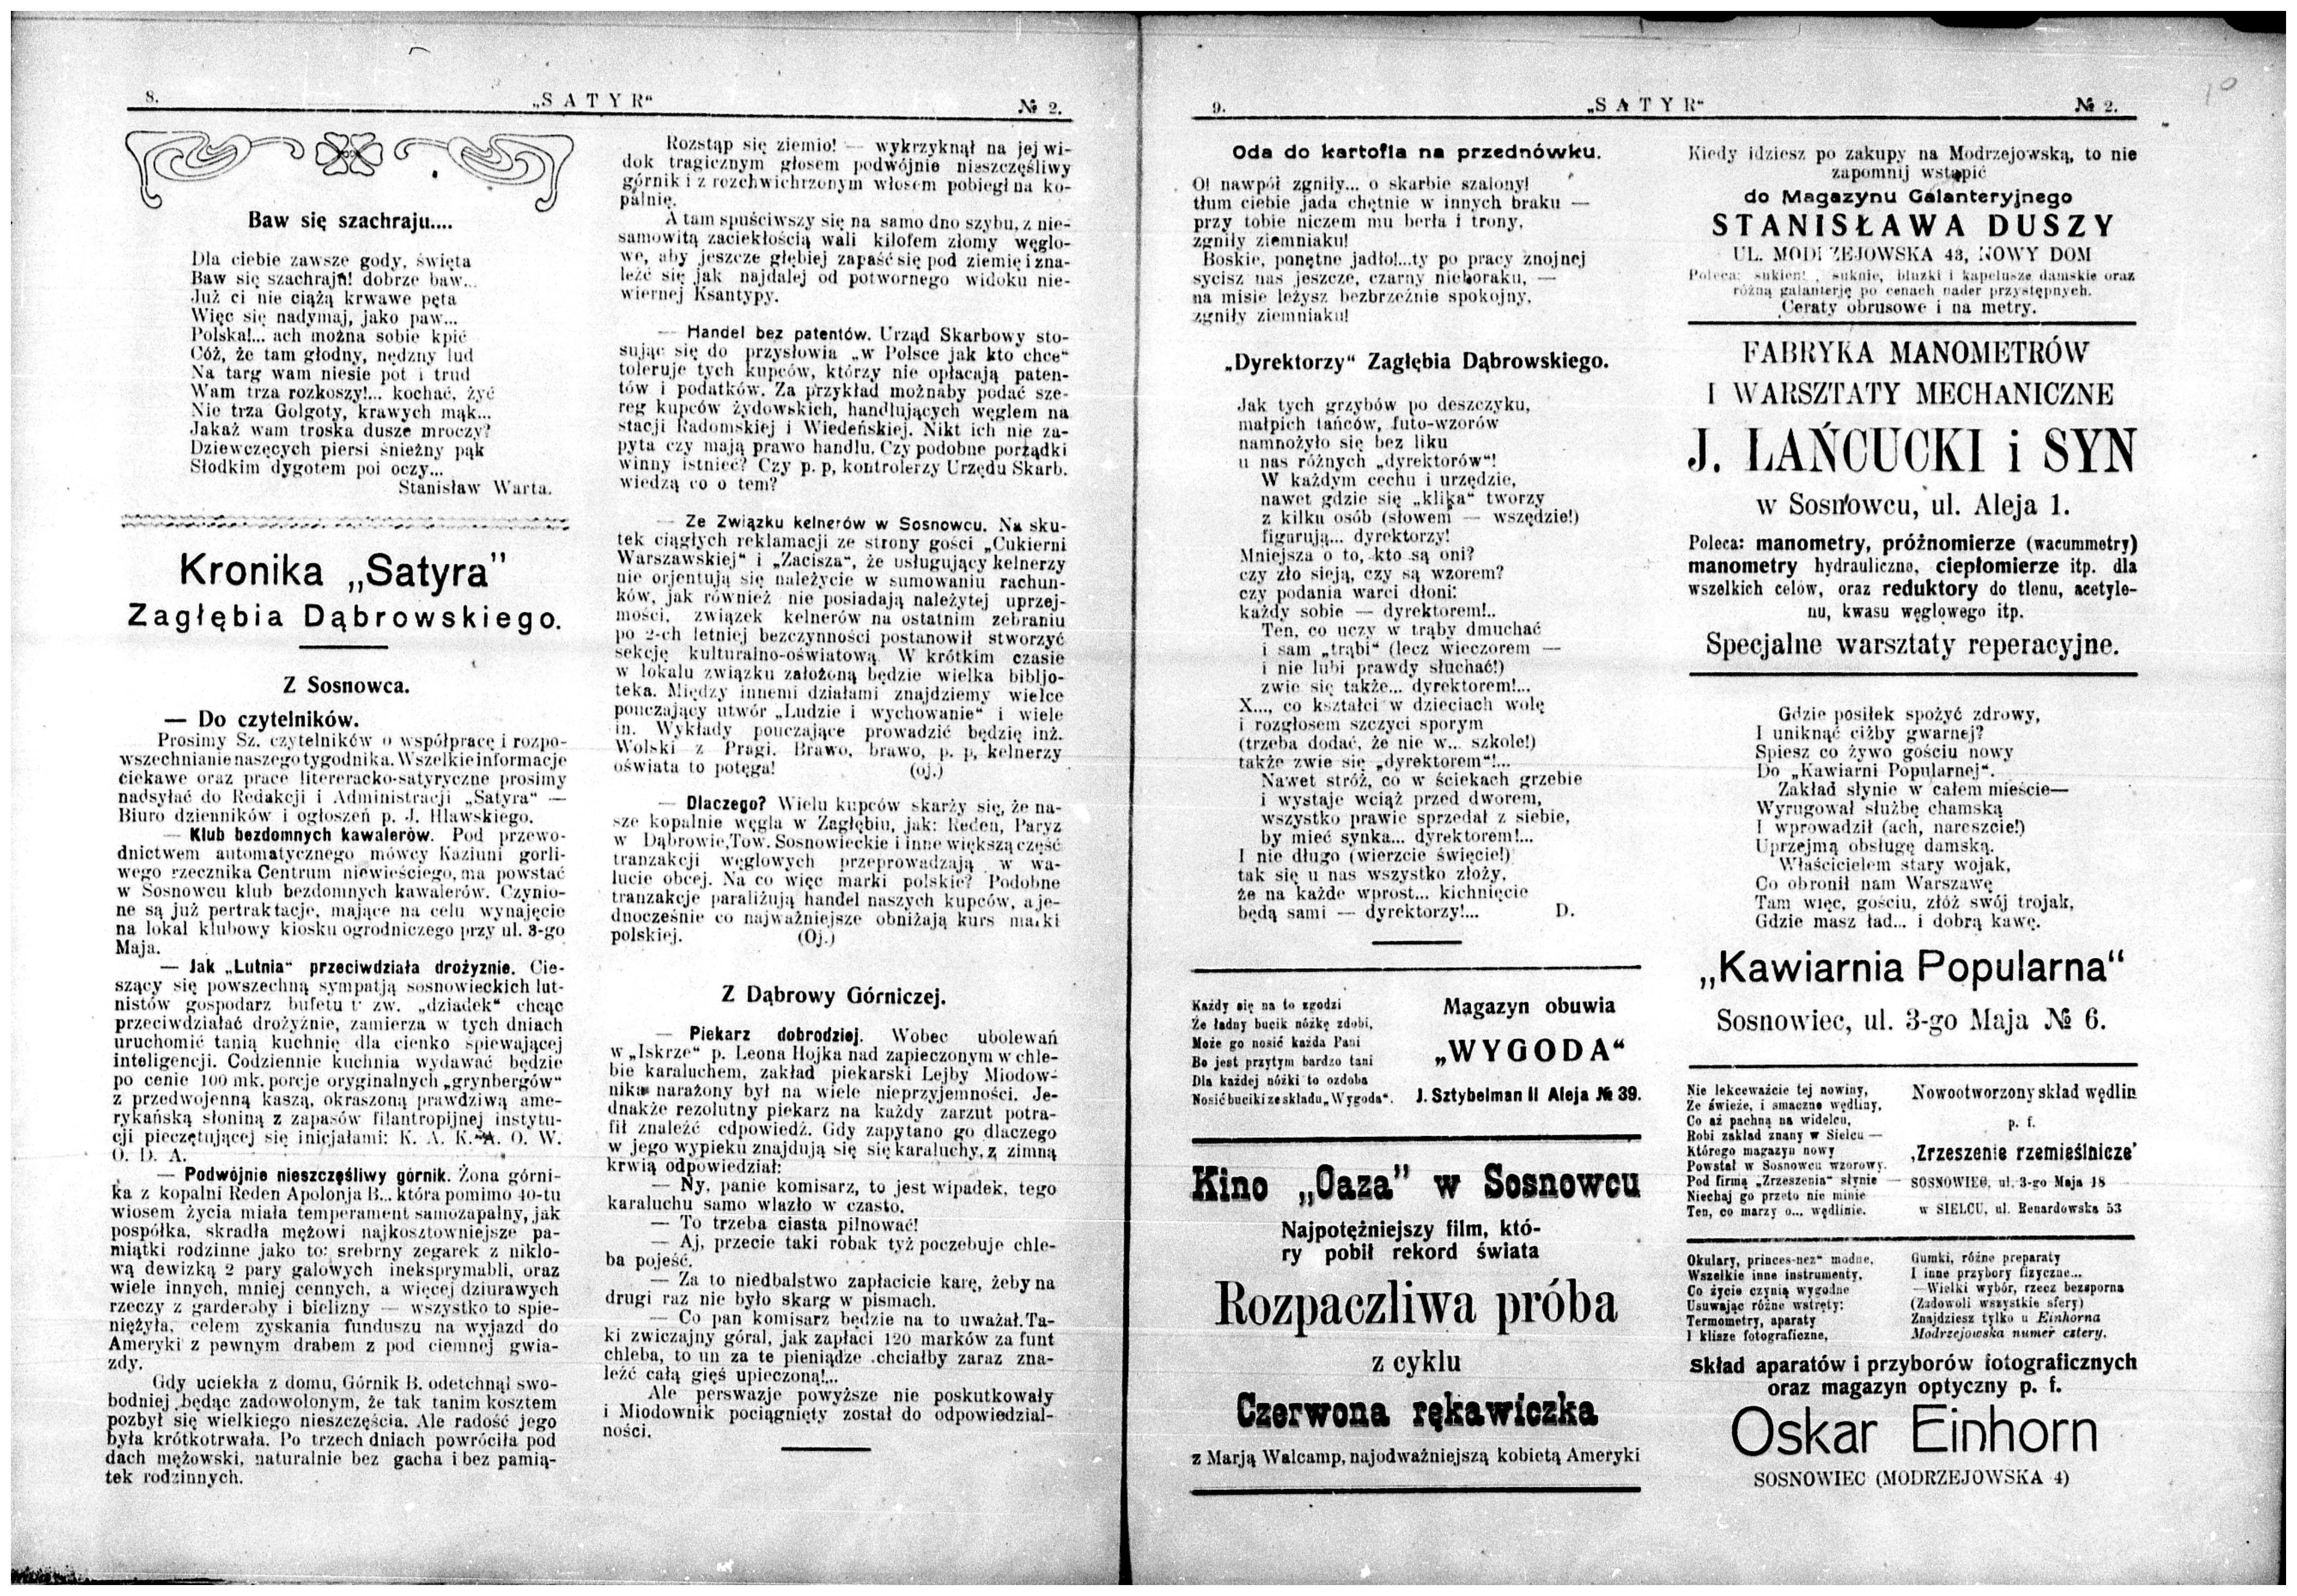 8.
„SATYR“
№ 2.
Baw się szachraju....
Dla ciebie zawsze gody, święta
Baw się szachraju! dobrze baw...
Już ci nie ciążą krwawe pęta
Więc się nadymaj, jako paw...
Polska!... ach można sobie kpić
Cóż, że tam głodny, nędzny lud
Na targ wam niesie pot i trud
Wam trza rozkoszy!... kochać, żyć
Nie trza Golgoty, krawych mąk...
Jakaż wam troska dusze mroczy?
Dziewczęcych piersi śnieżny pąk
Słodkim dygotem poi oczy...
Stanisław Warta.
Kronika „Satyra”
Zagłębia Dąbrowskiego.
Z Sosnowca.
— Do czytelników.
Prosimy Sz. czytelników o współpracę i rozpo-
wszechnianie naszego tygodnika. Wszelkie informacje
ciekawe oraz prace litereracko-satyryczne prosimy
nadsyłać do Redakcji i Administracji „Satyra“ —
Biuro dzienników i ogłoszeń p. J. Hlawskiego.
— Klub bezdomnych kawalerów. Pod przewo-
dnictwem automatycznego mówcy Kaziuni gorli-
wego rzecznika Centrum niewieściego, ma powstać
w Sosnowcu klub bezdomnych kawalerów. Czynio-
ne są już pertraktacje, mające na celu wynajęcie
na lokal klubowy kiosku ogrodniczego przy ul. 3-go
Maja.
— Jak „Lutnia“ przeciwdziała drożyznie. Cie-
szący się powszechną sympatją sosnowieckich lut-
nistów gospodarz bufetu t zw. „dziadek“ chcąc
przeciwdziałać drożyźnie, zamierza w tych dniach
uruchomić tanią kuchnię dla cienko śpiewającej
inteligencji. Codziennie kuchnia wydawać będzie
po cenie 100 mk. porcje oryginalnych „grynbergów“
z przedwojenną kaszą, okraszoną prawdziwą ame-
rykańską słoniną z zapasów filantropijnej instytu-
cji pieczętującej się inicjałami: K. A. K. A. O. W.
O. D. A.
— Podwójnie nieszczęśliwy górnik. Żona górni-
ka z kopalni Reden Apolonja B... która pomimo 40-tu
wiosem życia miała temperament samozapalny, jak
pospółka, skradła mężowi najkosztowniejsze pa-
miątki rodzinne jako to: srebrny zegarek z niklo-
wą dewizką 2 pary galowych ineksprymabli, oraz
wiele innych, mniej cennych, a więcej dziurawych
rzeczy z garderoby i bielizny — wszystko to spie-
niężyła, celem zyskania funduszu na wyjazd do
Ameryki z pewnym drabem z pod ciemnej gwia-
zdy.
Gdy uciekła z domu, Górnik B. odetchnął swo-
bodniej będąc zadowolonym, że tak tanim kosztem
pozbył się wielkiego nieszczęścia. Ale radość jego
była krótkotrwała. Po trzech dniach powróciła pod
dach mężowski, naturalnie bez gacha i bez pamią-
tek rodzinnych.
Rozstąp się ziemio! — wykrzyknął na jej wi-
dok tragicznym głosem podwójnie nieszczęśliwy
górnik i z rozchwichrzonym włosem pobiegł na ko-
palnię.
A tam spuściwszy się na samo dno szybu, z nie-
samowitą zaciekłością wali kilofem złomy węglo-
we, aby jeszcze głębiej zapaść się pod ziemię i zna-
leźć się jak najdalej od potwornego widoku nie-
wiernej Ksantypy.
— Handel bez patentów. Urząd Skarbowy sto-
sując się do przysłowia „w Polsce jak kto chce“
toleruje tych kupców, którzy nie opłacają paten-
tów i podatków. Za przykład możnaby podać sze-
reg kupców żydowskich, handlujących węglem na
stacji Radomskiej i Wiedeńskiej. Nikt ich nie za-
pyta czy mają prawo handlu. Czy podobne porządki
winny istnieć? Czy p. p, kontrolerzy Urzędu Skarb.
wiedzą co o tem?
— Ze Związku kelnerów w Sosnowcu. Na sku-
tek ciągłych reklamacji ze strony gości „Cukierni
Warszawskiej“ i „Zacisza“, że usługujący kelnerzy
nie orjentują się należycie w sumowaniu rachun-
ków, jak również nie posiadają należytej uprzej-
mości, związek kelnerów na ostatnim zebraniu
po 2-ch letniej bezczynności postanowił stworzyć
sekcję kulturalno-oświatową. W krótkim czasie
w lokalu związku założoną będzie wielka bibljo-
teka. Między innemi działami znajdziemy wielce
pouczający utwór „Ludzie i wychowanie“ i wiele
in. Wykłady pouczające prowadzić będzię inż.
Wolski z Pragi. Brawo, brawo, p. p, kelnerzy
oświata to potęga! (oj.)
— Dlaczego? Wielu kupców skarży się, że na-
sze kopalnie węgla w Zagłębiu, jak: Reden, Paryz
w Dąbrowie, Tow. Sosnowieckie i inne większą część
tranzakcji węglowych przeprowadzają w wa-
lucie obcej. Na co więc marki polskie? Podobne
tranzakcje paraliżują handel naszych kupców, a je-
dnocześnie co najważniejsze obniżają kurs marki
polskiej. (Oj.)
Z Dąbrowy Górniczej.
— Piekarz dobrodziej. Wobec ubolewań
w „Iskrze“ p. Leona Hojka nad zapieczonym w chle-
bie karaluchem, zakład piekarski Lejby Miodow-
nika narażony był na wiele nieprzyjemności. Je-
dnakże rezolutny piekarz na każdy zarzut potra-
fił znaleźć odpowiedź. Gdy zapytano go dlaczego
w jego wypieku znajdują się się karaluchy, z zimną
krwią odpowiedział:
— Ny, panie komisarz, to jest wipadek, tego
karaluchu samo wlazło w czasto.
— To trzeba ciasta pilnować!
— Aj, przecie taki robak tyż poczebuje chle-
ba pojeść.
— Za to niedbalstwo zapłacicie karę, żeby na
drugi raz nie było skarg w pismach.
— Co pan komisarz będzie na to uważał. Ta-
ki zwiczajny góral, jak zapłaci 120 marków za funt
chleba, to un za te pieniądze chciałby zaraz zna-
leźć całą gięś upieczoną!...
Ale perswazje powyższe nie poskutkowały
i Miodownik pociągnięty został do odpowiedzial-
ności.
9.
„SATYR“
№ 2.
Oda do kartofla na przednówku.
O! nawpół zgniły... o skarbie szalony!
tłum ciebie jada chętnie w innych braku —
przy tobie niczem mu berła i trony,
zgniły ziemniaku!
Boskie, ponętne jadło!...ty po pracy znojnej
sycisz nas jeszcze, czarny nieboraku, —
na misie leżysz bezbrzeźnie spokojny,
zgniły ziemniaku!
„Dyrektorzy“ Zagłębia Dąbrowskiego.
Jak tych grzybów po deszczyku,
małpich tańców, futo-wzorów
namnożyło się bez liku
u nas różnych „dyrektorów“!
W każdym cechu i urzędzie,
nawet gdzie się „klika“ tworzy
z kilku osób (słowem — wszędzie!)
figurują... dyrektorzy!
Mniejsza o to, kto są oni?
czy zło sieją, czy są wzorem?
czy podania warci dłoni:
każdy sobie — dyrektorem!..
Ten, co uczy w trąby dmuchać
i sam „trąbi“ (lecz wieczorem —
i nie lubi prawdy słuchać!)
zwie się także... dyrektorem!...
X..., co kształci w dzieciach wolę
i rozgłosem szczyci sporym
(trzeba dodać, że nie w... szkole!)
także zwie się „dyrektorem“!...
Nawet stróż, co w ściekach grzebie
i wystaje wciąż przed dworem,
wszystko prawie sprzedał z siebie,
by mieć synka... dyrektorem!...
I nie długo (wierzcie święcie!)
tak się u nas wszystko złoży,
że na każde wprost... kichnięcie
będą sami — dyrektorzy!... D.
Każdy się na to zgodzi
Że ładny bucik nóżkę zdobi,
Może go nosić każda Pani
Bo jest przytym bardzo tani
Dla każdej nóżki to ozdoba
Nosić buciki ze składu „Wygoda“.
Magazyn obuwia
„WYGODA“
J. Sztybelman II Aleja № 39.
Kino „Oaza” w Sosnowcu
Najpotężniejszy film, któ-
ry pobił rekord świata
Rozpaczliwa próba
z cyklu
Czerwona rękawiczka
z Marją Walcamp, najodważniejszą kobietą Ameryki
Kiedy idziesz po zakupy na Modrzejowską, to nie
zapomnij wstąpić
do Magazynu Galanteryjnego
STANISŁAWA DUSZY
UL. MODRZEJOWSKA 43, NOWY DOM
Poleca: sukien, suknie, bluzki i kapelusze damskie oraz
różną galanterję po cenach nader przystępnych.
Ceraty obrusowe i na metry.
FABRYKA MANOMETRÓW
I WARSZTATY MECHANICZNE
J. ŁAŃCUCKI i SYN
w Sosnowcu, ul. Aleja 1.
Poleca: manometry, próżnomierze (wacummetry)
manometry hydrauliczne, ciepłomierze itp. dla
wszelkich celów, oraz reduktory do tlenu, acetyle-
nu, kwasu węglowego itp.
Specjalne warsztaty reperacyjne.
Gdzie posiłek spożyć zdrowy,
I uniknąć ciżby gwarnej?
Spiesz co żywo gościu nowy
Do „Kawiarni Popularnej“.
Zakład słynie w całem mieście—
Wyrugował służbę chamską
I wprowadził (ach, nareszcie!)
Uprzejmą obsługę damską.
Właścicielem stary wojak,
Co obronił nam Warszawę
Tam więc, gościu, złóż swój trojak,
Gdzie masz ład... i dobrą kawę.
„Kawiarnia Popularna“
Sosnowiec, ul. 3-go Maja № 6.
Nie lekceważcie tej nowiny,
Że świeże, i smaczne wędliny,
Co aż pachną na widelcu,
Robi zakład znany w Sielcu —
Którego magazyn nowy
Powstał w Sosnowcu wzorowy.
Pod firmą „Zrzeszenia“ słynie —
Niechaj go przeto nie minie
Ten, co marzy o... wędlinie.
Nowootworzony skład wędlin
p. f.
‚Zrzeszenie rzemieślnicze’
SOSNOWIEC, ul. 3-go Maja 18
w SIELCU, ul. Renardowska 53
Okulary, princes-nez“ modne,
Wszelkie inne instrumenty,
Co życie czynią wygodne
Usuwając różne wstręty:
Termometry, aparaty
I klisze fotograficzne,
Gumki, różne preparaty
I inne przybory fizyczne...
—Wielki wybór, rzecz bezsporna
(Zadowoli wszystkie sfery)
Znajdziesz tylko u Einhorna
Modrzejowska numer cztery.
Skład aparatów i przyborów fotograficznych
oraz magazyn optyczny p. f.
Oskar Einhorn
SOSNOWIEC (MODRZEJOWSKA 4)